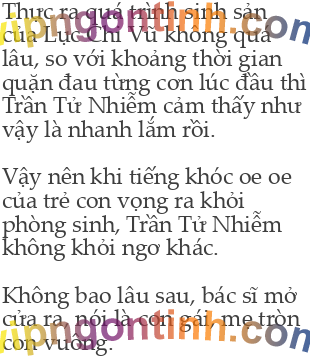 Thực ra quá trình sinh sản
của Lục Chi Vũ không quá
lâu, so với khoảng thời gian
quặn đau từng cơn lúc đầu thì
Trần Tử Nhiễm cảm thấy như
vậy là nhanh lắm rồi.
Vậy nên khi tiếng khóc oe oe
của trẻ con vọng ra khỏi
phòng sinh, Trần Tử Nhiễm
không khỏi ngơ khác.
Không bao lâu sau, bác sĩ mở
cửa ra, nói là con gái, mẹ tròn
con vuông.
vipngontinh.com
vipngontinh.com